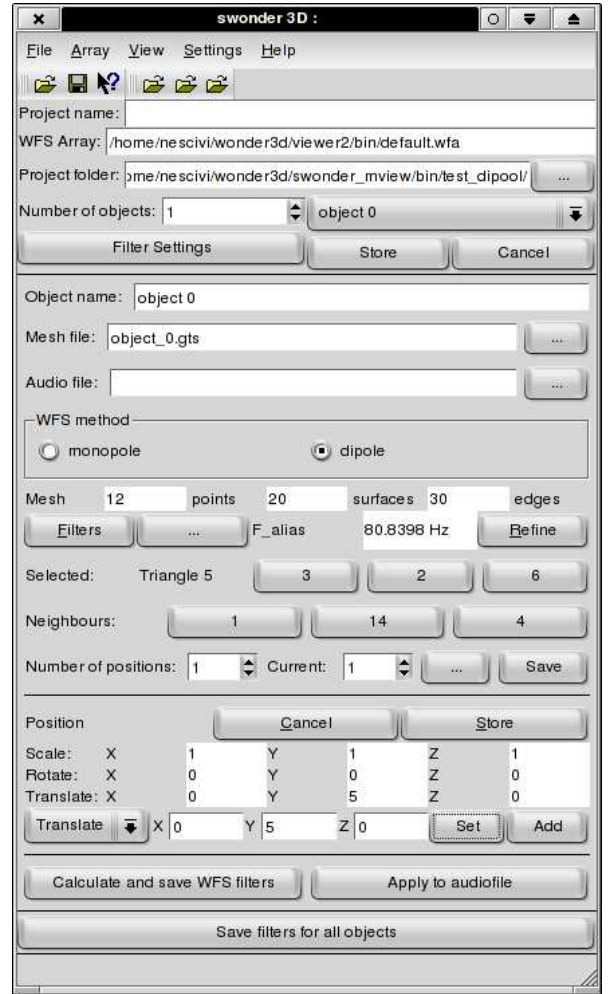 swonder 3D :
File Array View Settings Help
Project name:
WFS Array: /home/nescivi/wonder3d/viewer2/bin/default.wfa
Project folder: ome/nescivi/wonder3d/swonder_mview/bin/test_dipool/ ...
Number of objects: 1 object 0
Filter Settings Store Cancel
Object name: object 0
Mesh file: object_0.gts ...
Audio file: ...
WFS method
monopole dipole
Mesh 12 points 20 surfaces 30 edges
Filters ... F_alias 80.8398 Hz Refine
Selected: Triangle 5 3 2 6
Neighbours: 1 14 4
Number of positions: 1 Current: 1 ... Save
Position Cancel Store
Scale: X 1 Y 1 Z 1
Rotate: X 0 Y 0 Z 0
Translate: X 0 Y 5 Z 0
Translate X 0 Y 5 Z 0 Set Add
Calculate and save WFS filters Apply to audiofile
Save filters for all objects